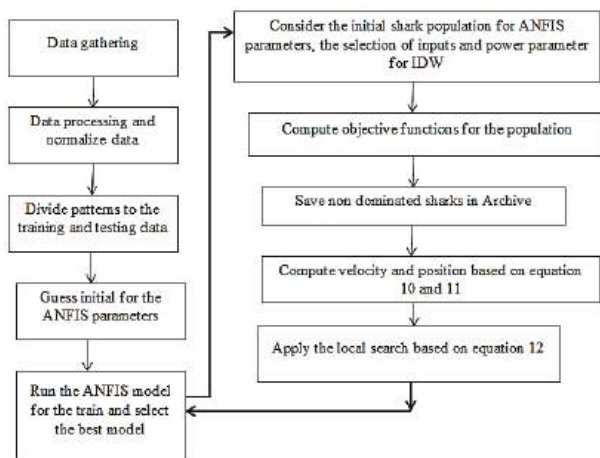 Data gathering
Data processing and
normalize data
Divide patterns to the
training and testing data
Guess initial for the
ANFIS parameters
Run the ANFIS model
for the train and select
the best model
Consider the initial shark population for ANFIS
parameters, the selection of inputs and power parameter
for IDW
Compute objective functions for the population
Save non dominated sharks in Archive
Compute velocity and position based on equation
10 and 11
Apply the local search based on equation 12